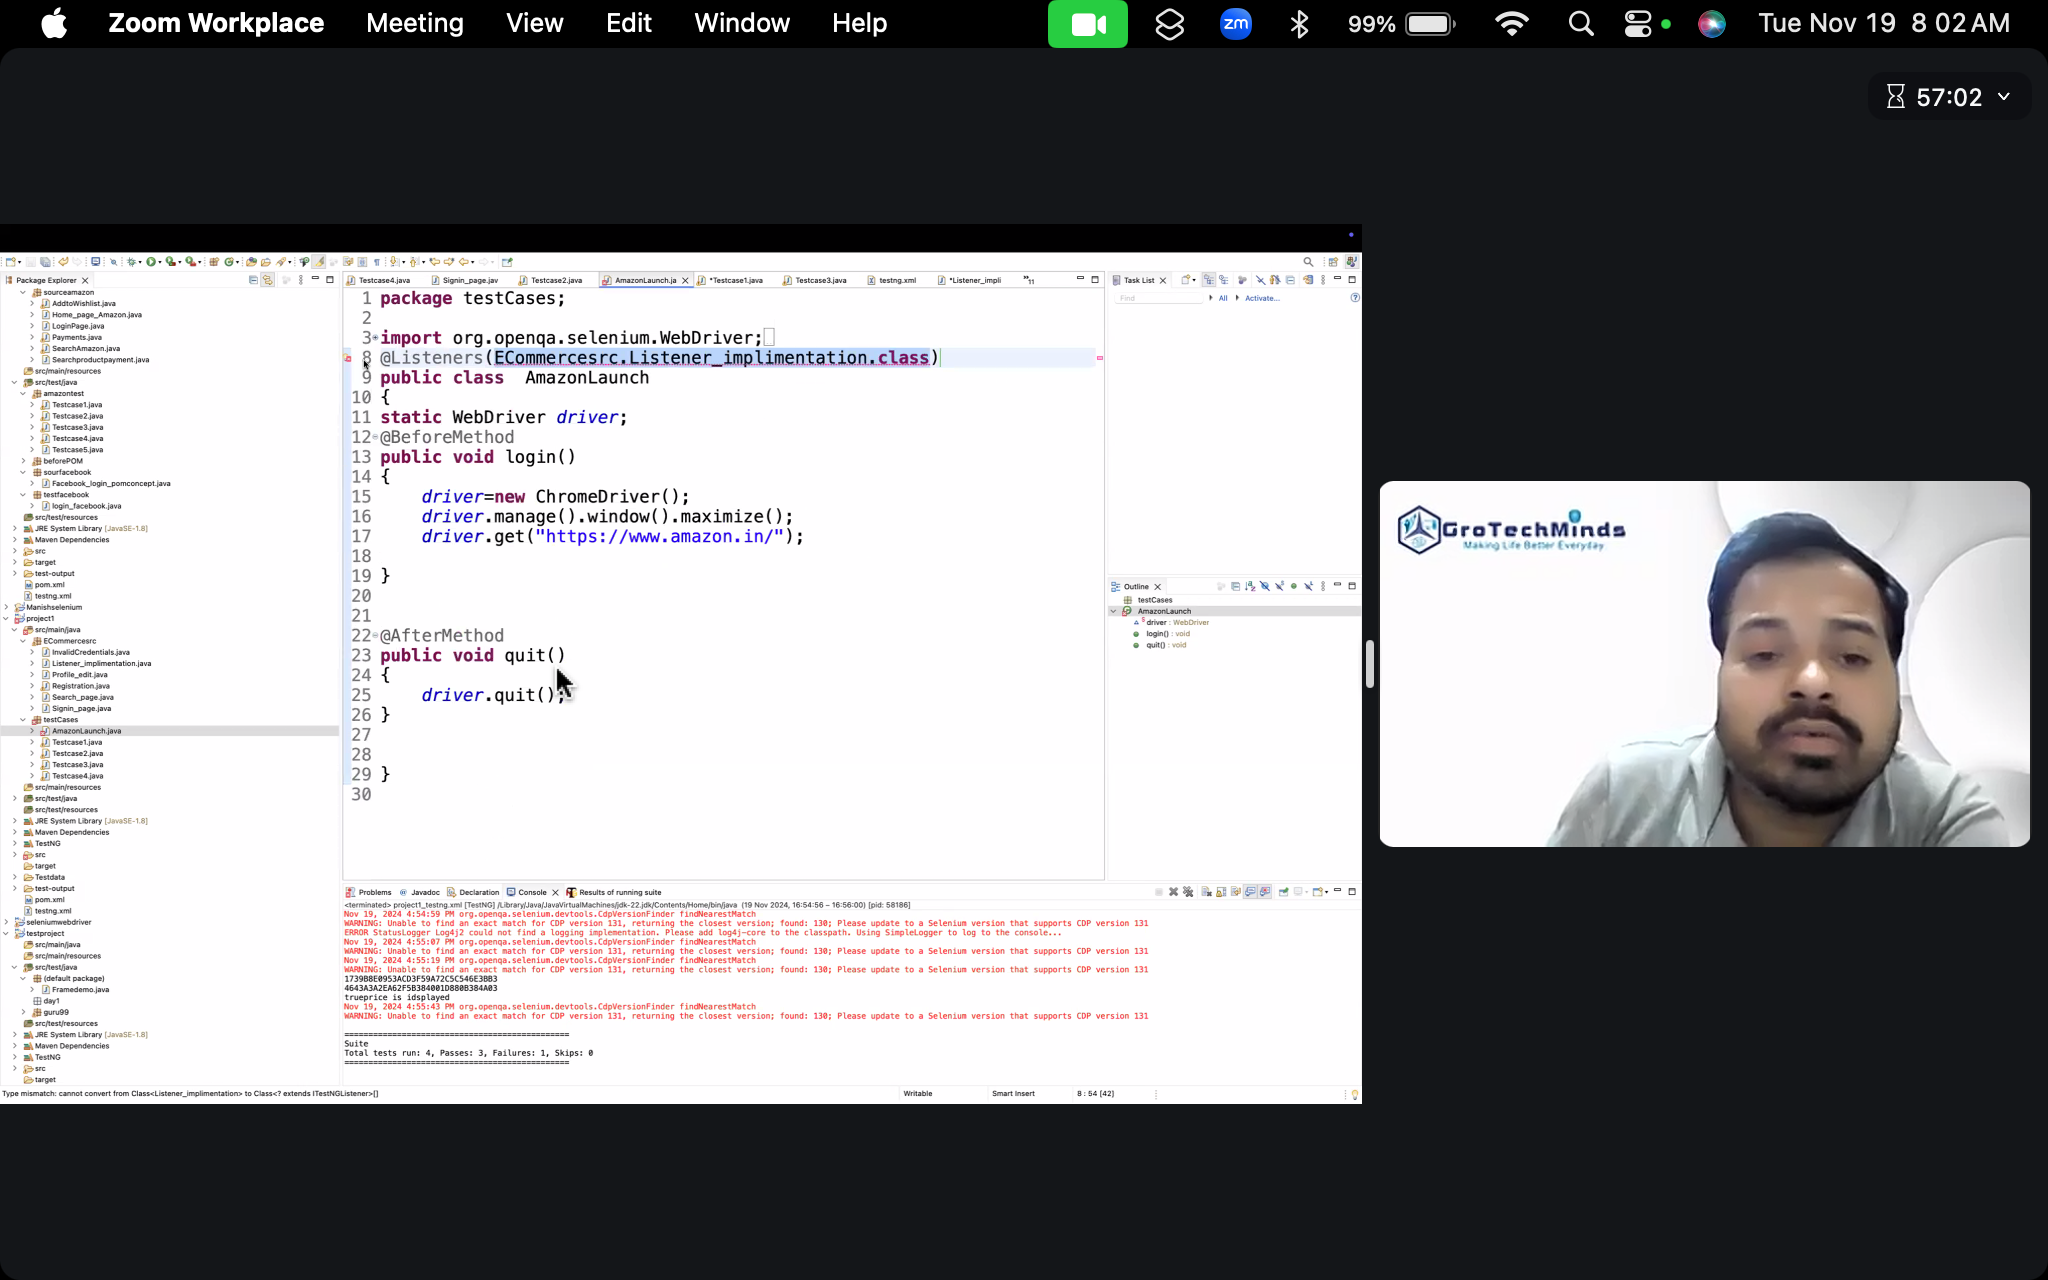 Zoom Workplace Meeting View Edit Window Help zm 99% Tue Nov 19 8 02 AM
57:02
Package Explorer
sourceamazon
AddtoWishlist.java
Home_page_Amazon.java
LoginPage.java
Payments.java
SearchAmazon.java
Searchproductpayment.java
src/main/resources
src/test/java
amazontest
Testcase1.java
Testcase2.java
Testcase3.java
Testcase4.java
Testcase5.java
beforePOM
sourfacebook
Facebook_login_pomconcept.java
testfacebook
login_facebook.java
src/test/resources
JRE System Library [JavaSE-1.8]
Maven Dependencies
src
target
test-output
pom.xml
testng.xml
Manishselenium
project1
src/main/java
ECommercesrc
InvalidCredentials.java
Listener_implimentation.java
Profile_edit.java
Registration.java
Search_page.java
Signin_page.java
testCases
AmazonLaunch.java
Testcase1.java
Testcase2.java
Testcase3.java
Testcase4.java
src/main/resources
src/test/java
src/test/resources
JRE System Library [JavaSE-1.8]
Maven Dependencies
TestNG
src
target
Testdata
test-output
pom.xml
testng.xml
seleniumwebdriver
testproject
src/main/java
src/main/resources
src/test/java
(default package)
Framedemo.java
day1
guru99
src/test/resources
JRE System Library [JavaSE-1.8]
Maven Dependencies
TestNG
src
target
Testcase4.java Signin_page.jav Testcase2.java AmazonLaunch.ja *Testcase1.java Testcase3.java testng.xml *Listener_impli 11
1 package testCases;
2
3 import org.openqa.selenium.WebDriver;
8 @Listeners(ECommercesrc.Listener_implimentation.class)
9 public class AmazonLaunch
10 {
11 static WebDriver driver;
12 @BeforeMethod
13 public void login()
14 {
15 driver=new ChromeDriver();
16 driver.manage().window().maximize();
17 driver.get("https://www.amazon.in/");
18
19 }
20
21
22 @AfterMethod
23 public void quit()
24 {
25 driver.quit();
26 }
27
28
29 }
30
Task List
Find All Activate...
Outline
testCases
AmazonLaunch
driver : WebDriver
login() : void
quit() : void
GroTechMinds
Making Life Better Everyday
Problems Javadoc Declaration Console Results of running suite
<terminated> project1_testng.xml [TestNG] /Library/Java/JavaVirtualMachines/jdk-22.jdk/Contents/Home/bin/java (19 Nov 2024, 16:54:56 – 16:56:00) [pid: 58186]
Nov 19, 2024 4:54:59 PM org.openqa.selenium.devtools.CdpVersionFinder findNearestMatch
WARNING: Unable to find an exact match for CDP version 131, returning the closest version; found: 130; Please update to a Selenium version that supports CDP version 131
ERROR StatusLogger Log4j2 could not find a logging implementation. Please add log4j-core to the classpath. Using SimpleLogger to log to the console...
Nov 19, 2024 4:55:07 PM org.openqa.selenium.devtools.CdpVersionFinder findNearestMatch
WARNING: Unable to find an exact match for CDP version 131, returning the closest version; found: 130; Please update to a Selenium version that supports CDP version 131
Nov 19, 2024 4:55:19 PM org.openqa.selenium.devtools.CdpVersionFinder findNearestMatch
WARNING: Unable to find an exact match for CDP version 131, returning the closest version; found: 130; Please update to a Selenium version that supports CDP version 131
1739B8E0953ACD3F59A72C5C546E3BB3
4643A3A2EA62F5B384001D880B384A03
trueprice is idsplayed
Nov 19, 2024 4:55:43 PM org.openqa.selenium.devtools.CdpVersionFinder findNearestMatch
WARNING: Unable to find an exact match for CDP version 131, returning the closest version; found: 130; Please update to a Selenium version that supports CDP version 131
===============================================
Suite
Total tests run: 4, Passes: 3, Failures: 1, Skips: 0
===============================================
Type mismatch: cannot convert from Class<Listener_implimentation> to Class<? extends ITestNGListener>[] Writable Smart Insert 8 : 54 [42]